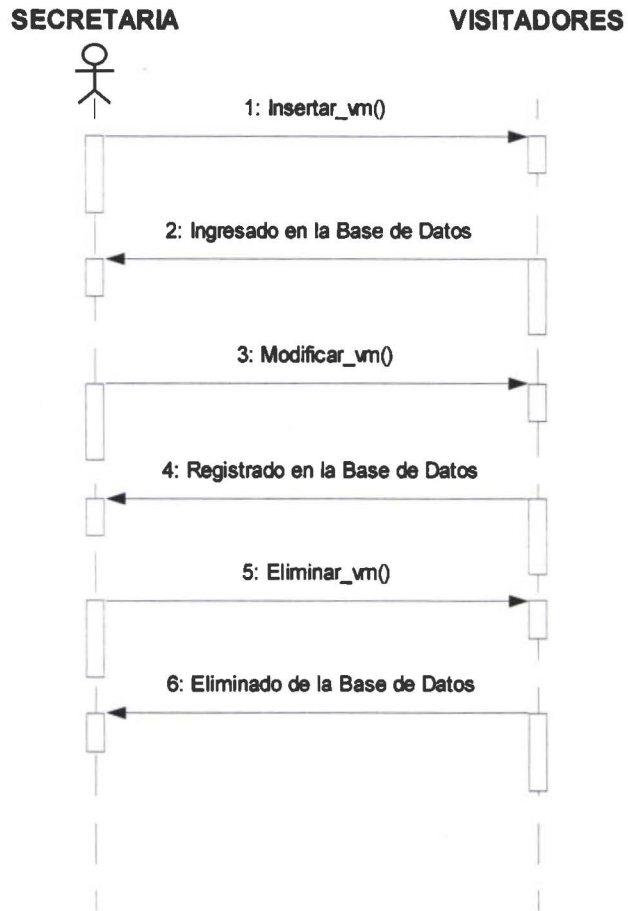 SECRETARIA VISITADORES
1: Insertar_vm()
2: Ingresado en la Base de Datos
3: Modificar_vm()
4: Registrado en la Base de Datos
5: Eliminar_vm()
6: Eliminado de la Base de Datos